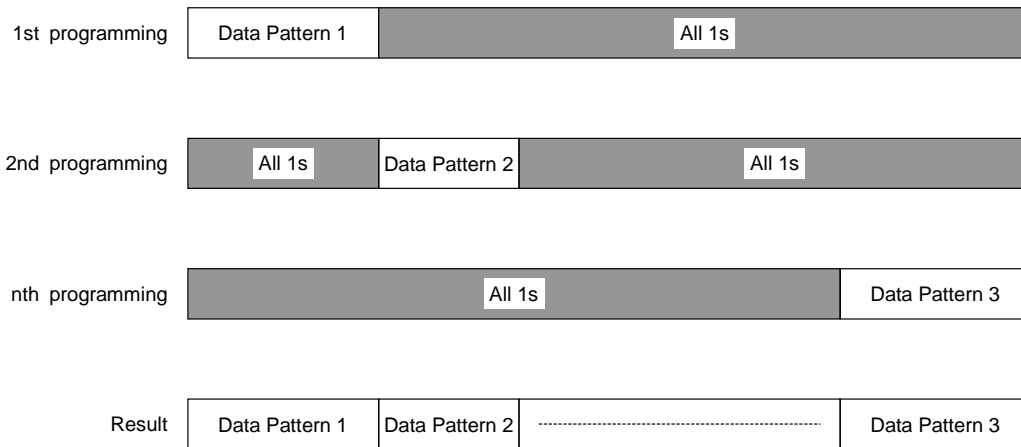 1st programming Data Pattern 1 All 1s
2nd programming All 1s Data Pattern 2 All 1s
nth programming All 1s Data Pattern 3
Result Data Pattern 1 Data Pattern 2 Data Pattern 3